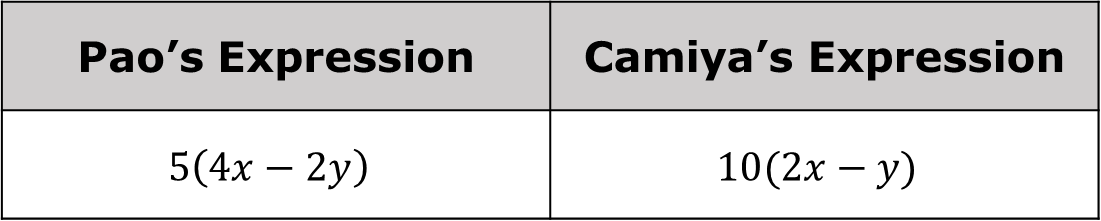 Pao’s Expression Camiya’s Expression
5(4𝑥 − 2𝑦) 10(2𝑥 − 𝑦)